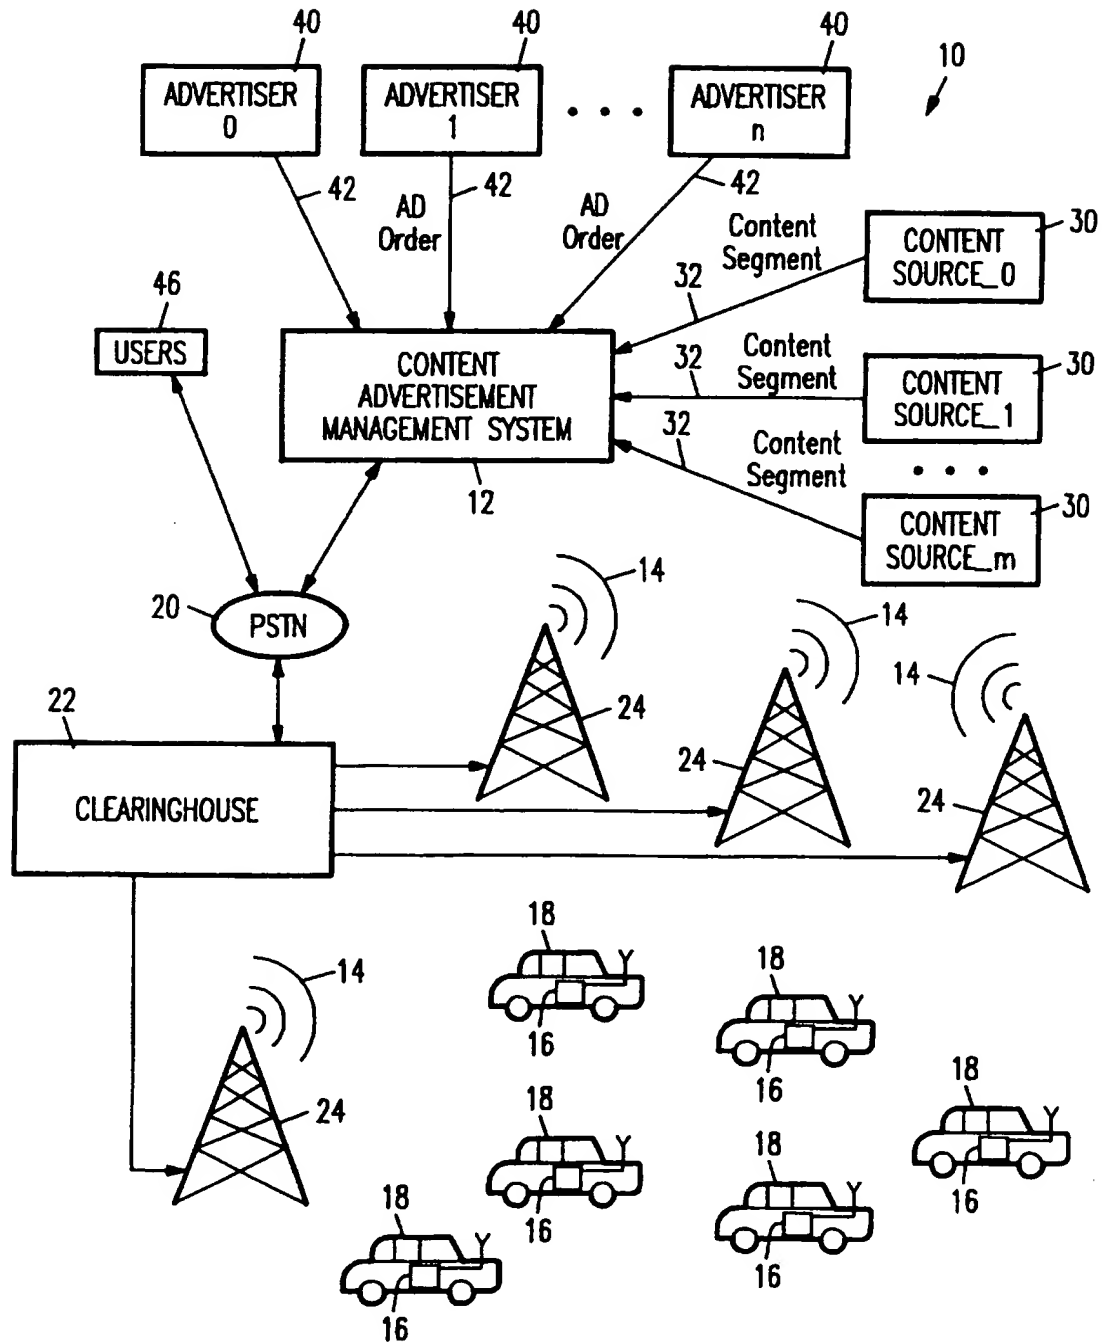 40
40
40
10
ADVERTISER
0
ADVERTISER
1
• • •
ADVERTISER
n
42
42
42
AD
Order
AD
Order
Content
Segment
32
CONTENT
SOURCE_0
30
46
USERS
CONTENT
ADVERTISEMENT
MANAGEMENT SYSTEM
12
Content
Segment
32
CONTENT
SOURCE_1
30
• • •
Content
Segment
32
CONTENT
SOURCE_m
30
20
PSTN
14
14
14
22
CLEARINGHOUSE
24
24
24
14
24
18
16
18
16
18
16
18
16
18
16
18
16